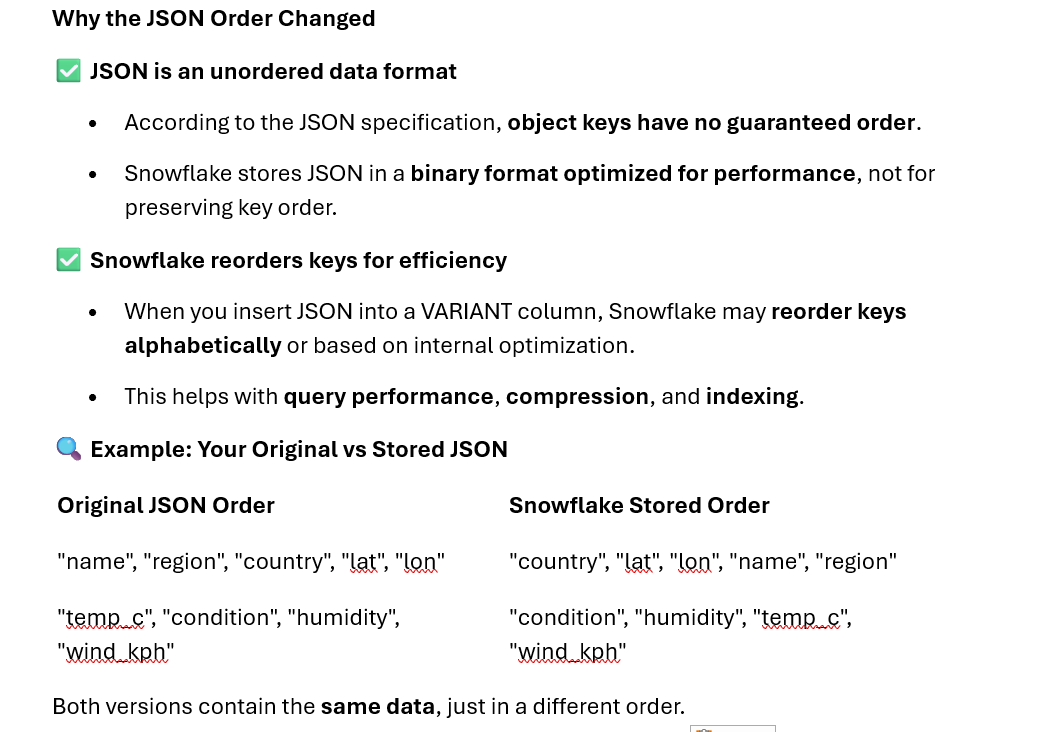 Why the JSON Order Changed
✅ JSON is an unordered data format
• According to the JSON specification, object keys have no guaranteed order.
• Snowflake stores JSON in a binary format optimized for performance, not for
preserving key order.
✅ Snowflake reorders keys for efficiency
• When you insert JSON into a VARIANT column, Snowflake may reorder keys
alphabetically or based on internal optimization.
• This helps with query performance, compression, and indexing.
🔍 Example: Your Original vs Stored JSON
Original JSON Order Snowflake Stored Order
"name", "region", "country", "lat", "lon" "country", "lat", "lon", "name", "region"
"temp_c", "condition", "humidity", "condition", "humidity", "temp_c",
"wind_kph" "wind_kph"
Both versions contain the same data, just in a different order.